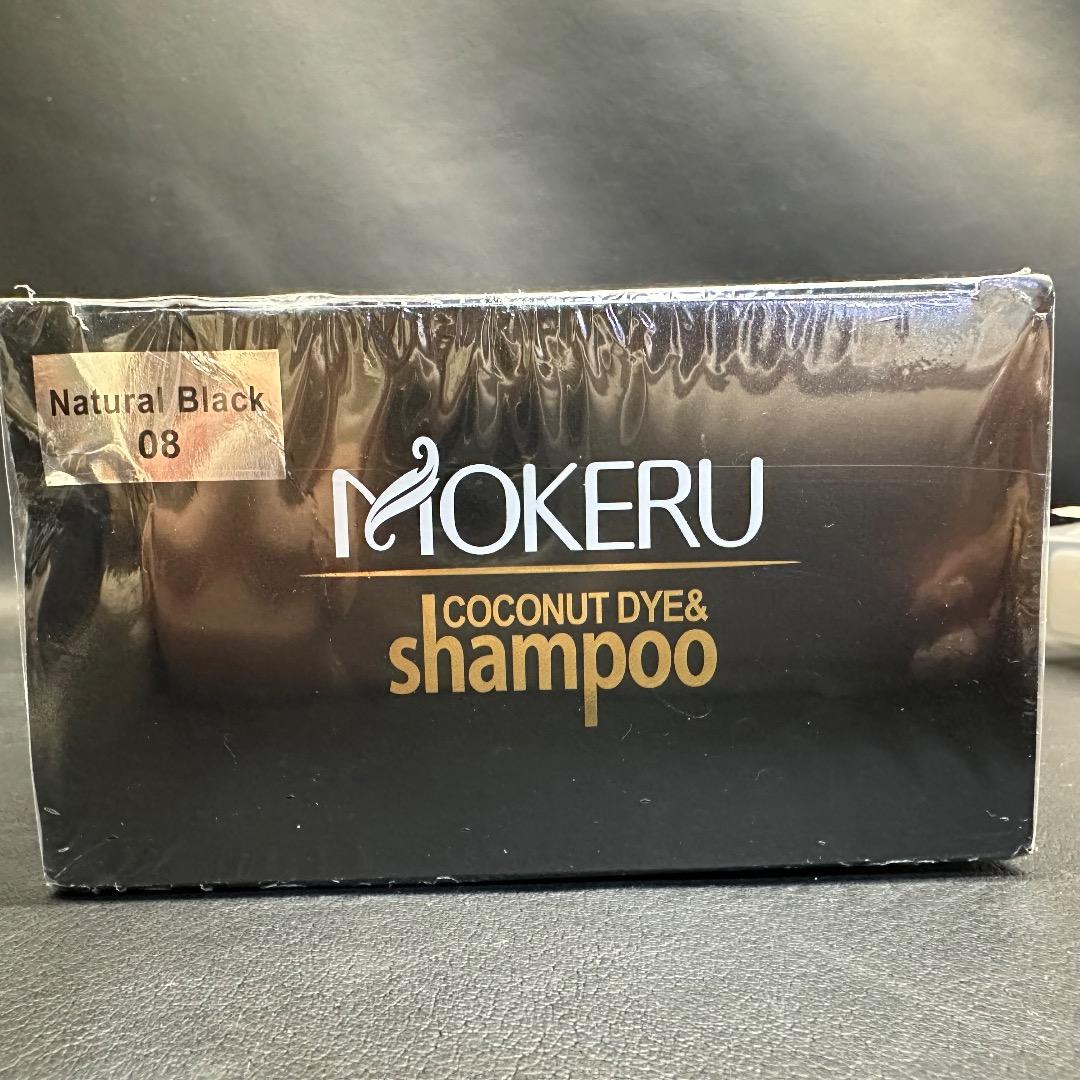 Natural Black
08
MOKERU
COCONUT DYE&
shampoo